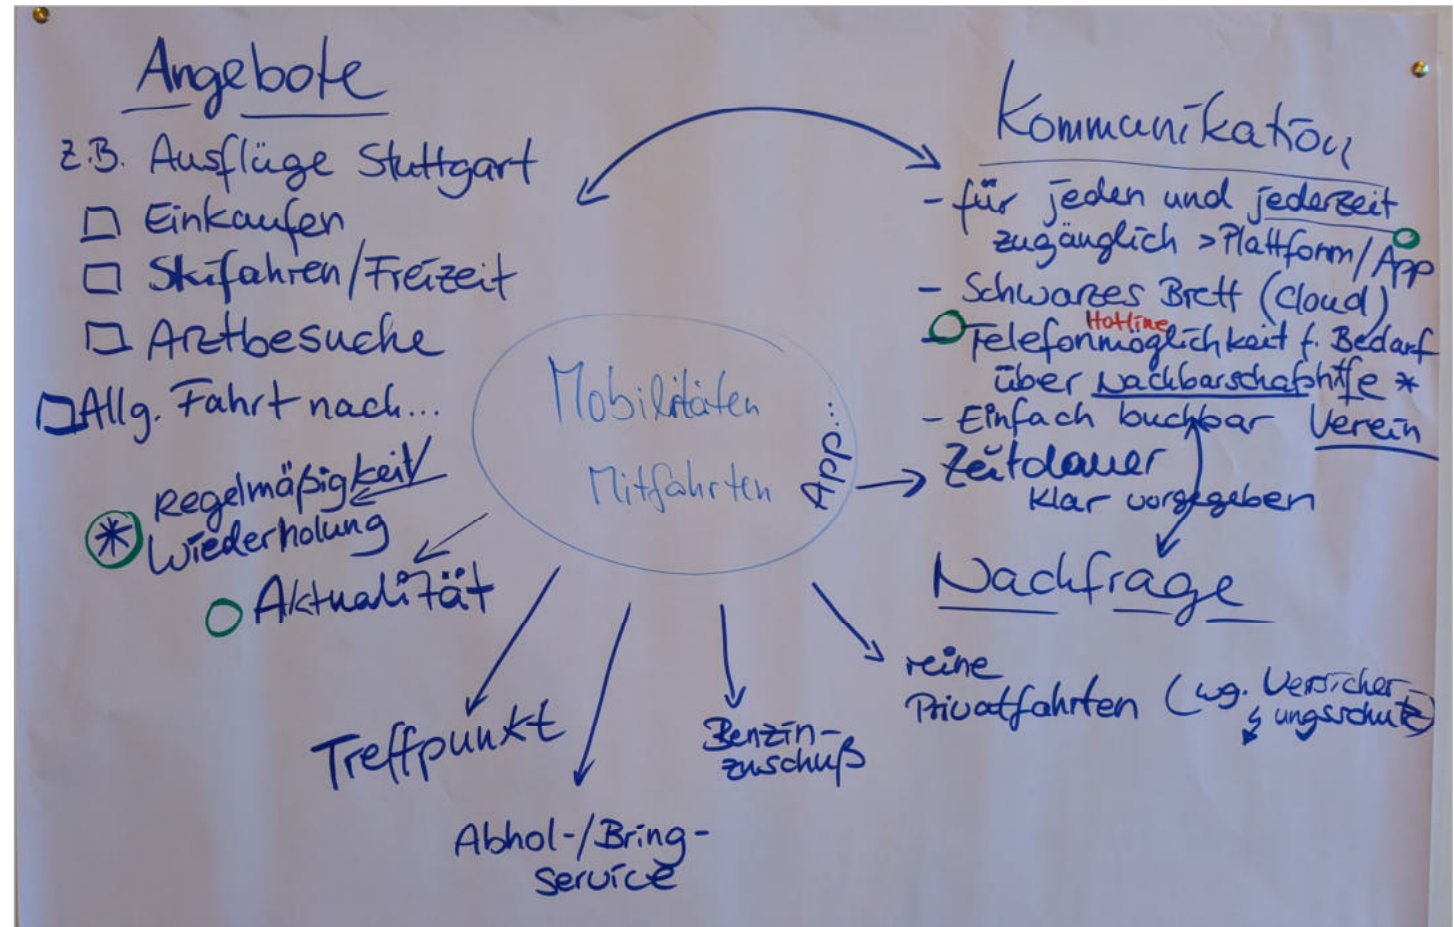 Angebote
z.B. Ausflüge Stuttgart
Einkaufen
Skifahren/Freizeit
Arztbesuche
Allg. Fahrt nach...
Regelmäßigkeit
Wiederholung
Aktualität
Mobilitäten
Mitfahrten
App...
Kommunikation
- für jeden und jederzeit
zugänglich > Plattform/App
- Schwarzes Brett (Cloud)
Hotline
- Telefonmöglichkeit f. Bedarf
über Nachbarschaftshilfe *
- Einfach buchbar Verein
Zeitdauer
klar vorgegeben
Nachfrage
reine
Privatfahrten (wg. Versicher-
ungsschutz)
Treffpunkt
Benzin-
zuschuß
Abhol-/Bring-
service